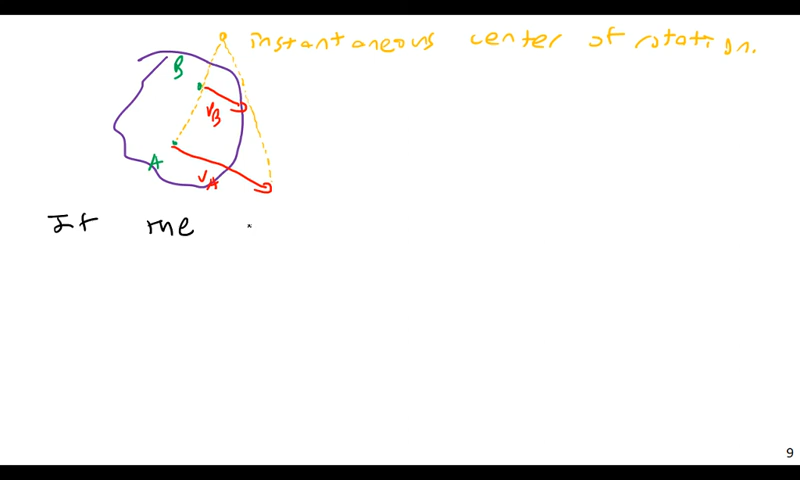 instantaneous center of rotation.
B
VB
A
VA
If the
9